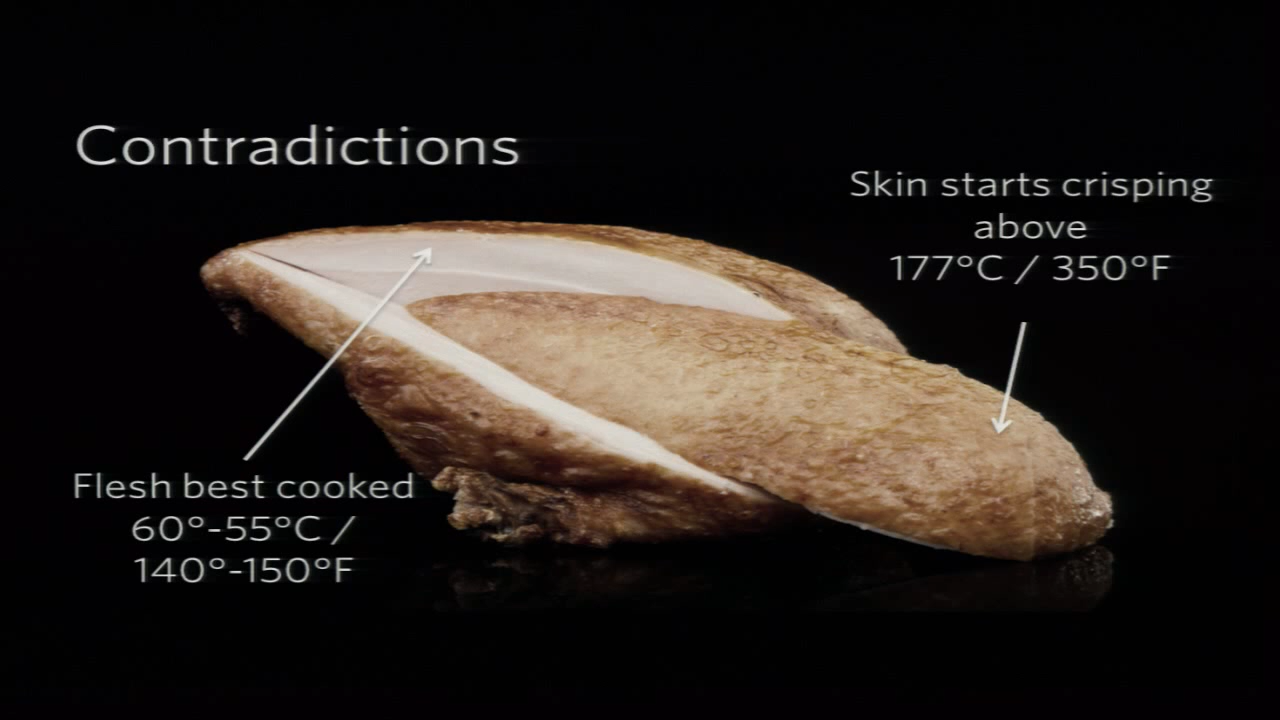 Contradictions
Skin starts crisping
above
177°C / 350°F
Flesh best cooked
60°-55°C /
140°-150°F